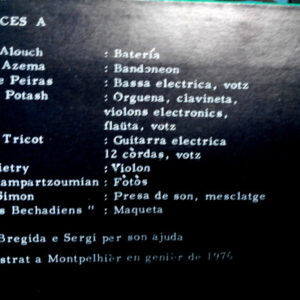 CES A
Alouch : Batería
Azema : Bandoneon
e Peiras : Bassa electrica, votz
Potash : Orguena, clavineta,
violons electronics,
flaüta, votz
Tricot : Guitarra electrica
12 còrdas, votz
ietry : Violon
ampartzoumian : Fotòs
Simon : Presa de son, mesclatge
s Bechadiens " : Maqueta
Bregida e Sergi per son ajuda
strat a Montpelhièr en genièr de 1976